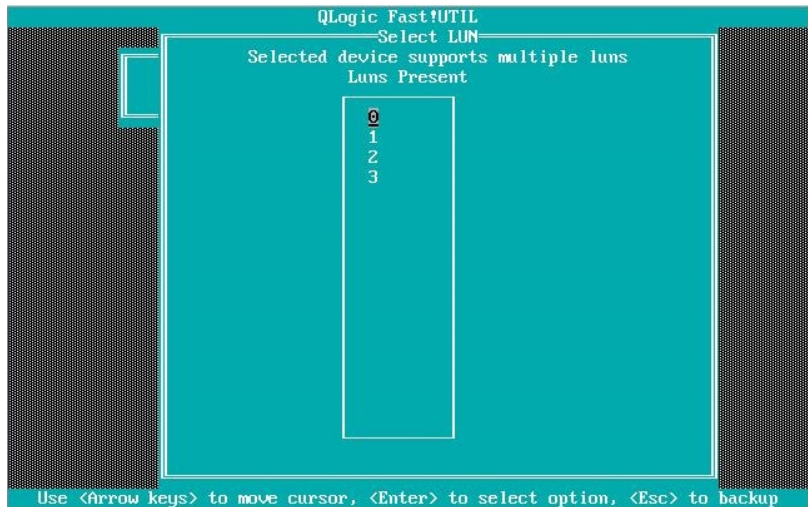 QLogic Fast!UTIL
Select LUN
Selected device supports multiple luns
Luns Present
0
1
2
3
Use <Arrow keys> to move cursor, <Enter> to select option, <Esc> to backup